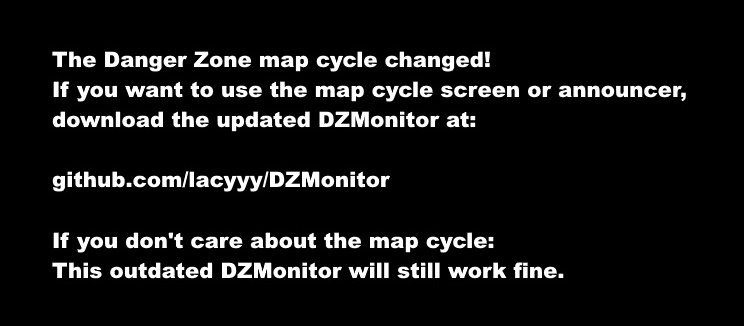 The Danger Zone map cycle changed!
If you want to use the map cycle screen or announcer,
download the updated DZMonitor at:
github.com/lacyyy/DZMonitor
If you don't care about the map cycle:
This outdated DZMonitor will still work fine.